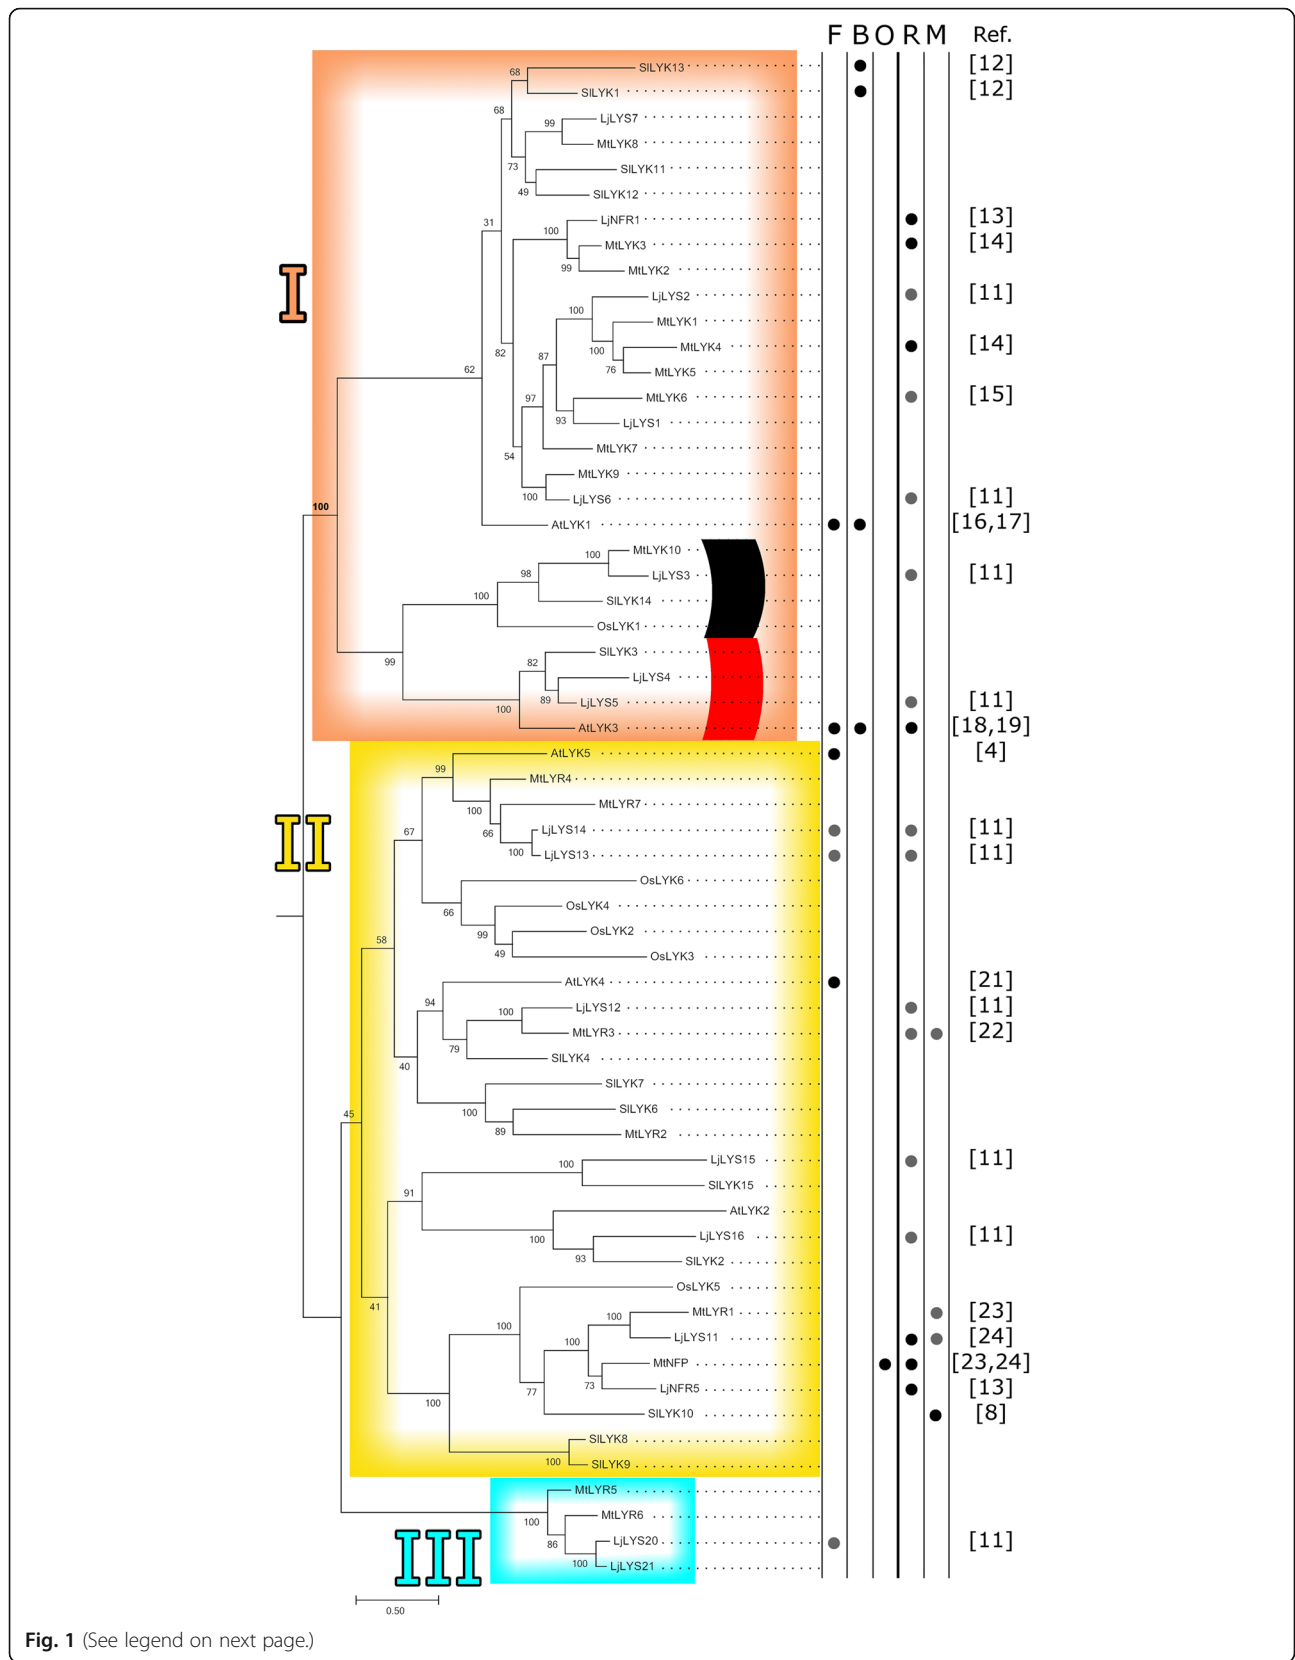 F B O R M Ref.
68 SlLYK13 [12]
SlLYK1 [12]
68
99 LjLYS7
MtLYK8
73
SlLYK11
49 SlLYK12
31
100 LjNFR1 [13]
MtLYK3 [14]
99 MtLYK2
I
LjLYS2 [11]
100
MtLYK1
82 100 MtLYK4 [14]
87
62 76 MtLYK5
97 MtLYK6 [15]
93 LjLYS1
54 MtLYK7
MtLYK9
100 LjLYS6 [11]
100
AtLYK1 [16,17]
100 MtLYK10
98 LjLYS3 [11]
100 SlLYK14
OsLYK1
99 82 SlLYK3
LjLYS4
100 89 LjLYS5 [11]
AtLYK3 [18,19]
AtLYK5 [4]
99
MtLYR4
100 MtLYR7
II
67 66 LjLYS14 [11]
100 LjLYS13 [11]
OsLYK6
66 OsLYK4
99 OsLYK2
58
49 OsLYK3
AtLYK4 [21]
94 100 LjLYS12 [11]
MtLYR3 [22]
79 SlLYK4
40
SlLYK7
100 SlLYK6
45
89 MtLYR2
100 LjLYS15 [11]
91 SlLYK15
AtLYK2
100 LjLYS16 [11]
93 SlLYK2
OsLYK5
41
100 MtLYR1 [23]
100 100 LjLYS11 [24]
MtNFP [23,24]
77 73 LjNFR5 [13]
100 SlLYK10 [8]
SlLYK8
100 SlLYK9
MtLYR5
100 MtLYR6
III
86 LjLYS20 [11]
100 LjLYS21
0.50
Fig. 1 (See legend on next page.)